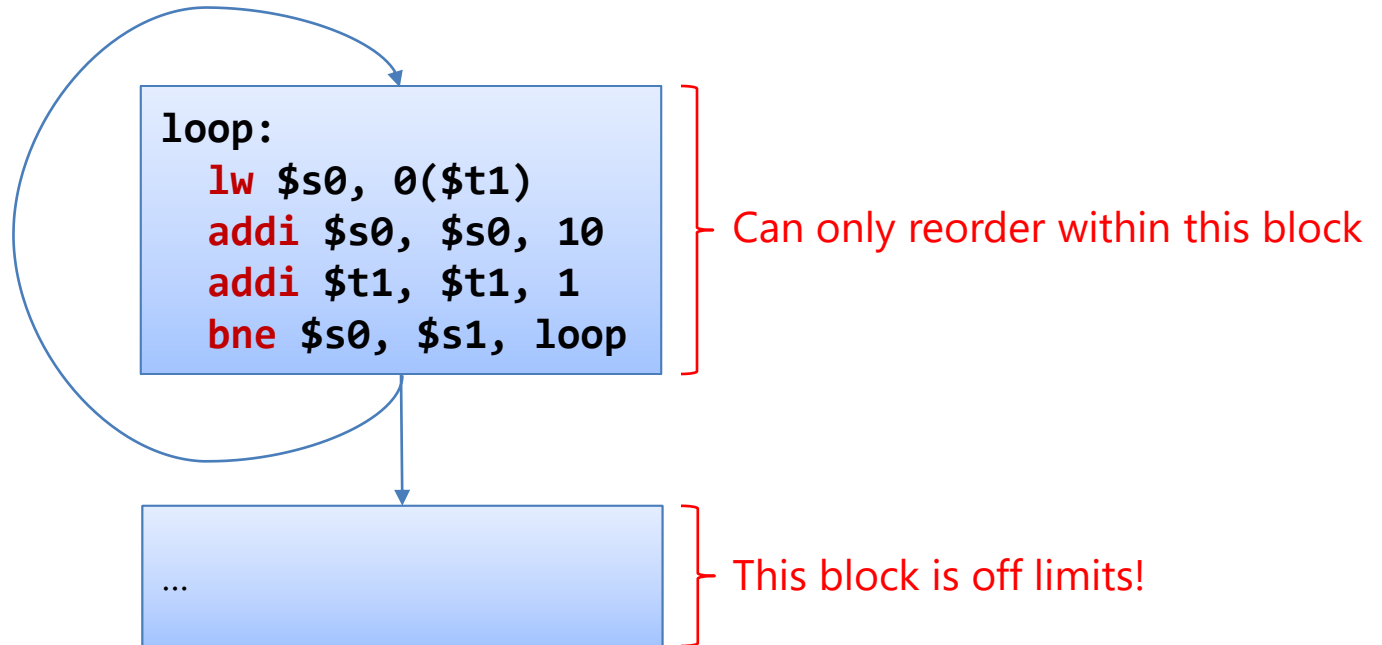 loop:
lw $s0, 0($t1)
addi $s0, $s0, 10
addi $t1, $t1, 1
bne $s0, $s1, loop
Can only reorder within this block
…
This block is off limits!